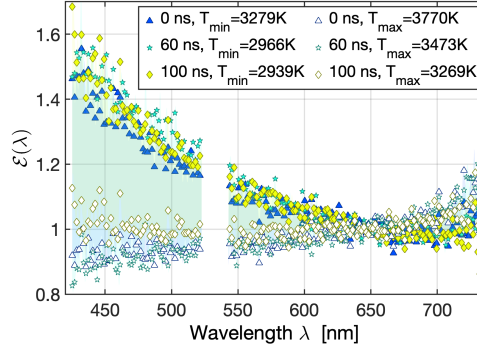 0 ns, T_min=3279K 0 ns, T_max=3770K
60 ns, T_min=2966K 60 ns, T_max=3473K
100 ns, T_min=2939K 100 ns, T_max=3269K
1.6
1.4
1.2
1
0.8
ℰ(λ)
450 500 550 600 650 700
Wavelength λ [nm]